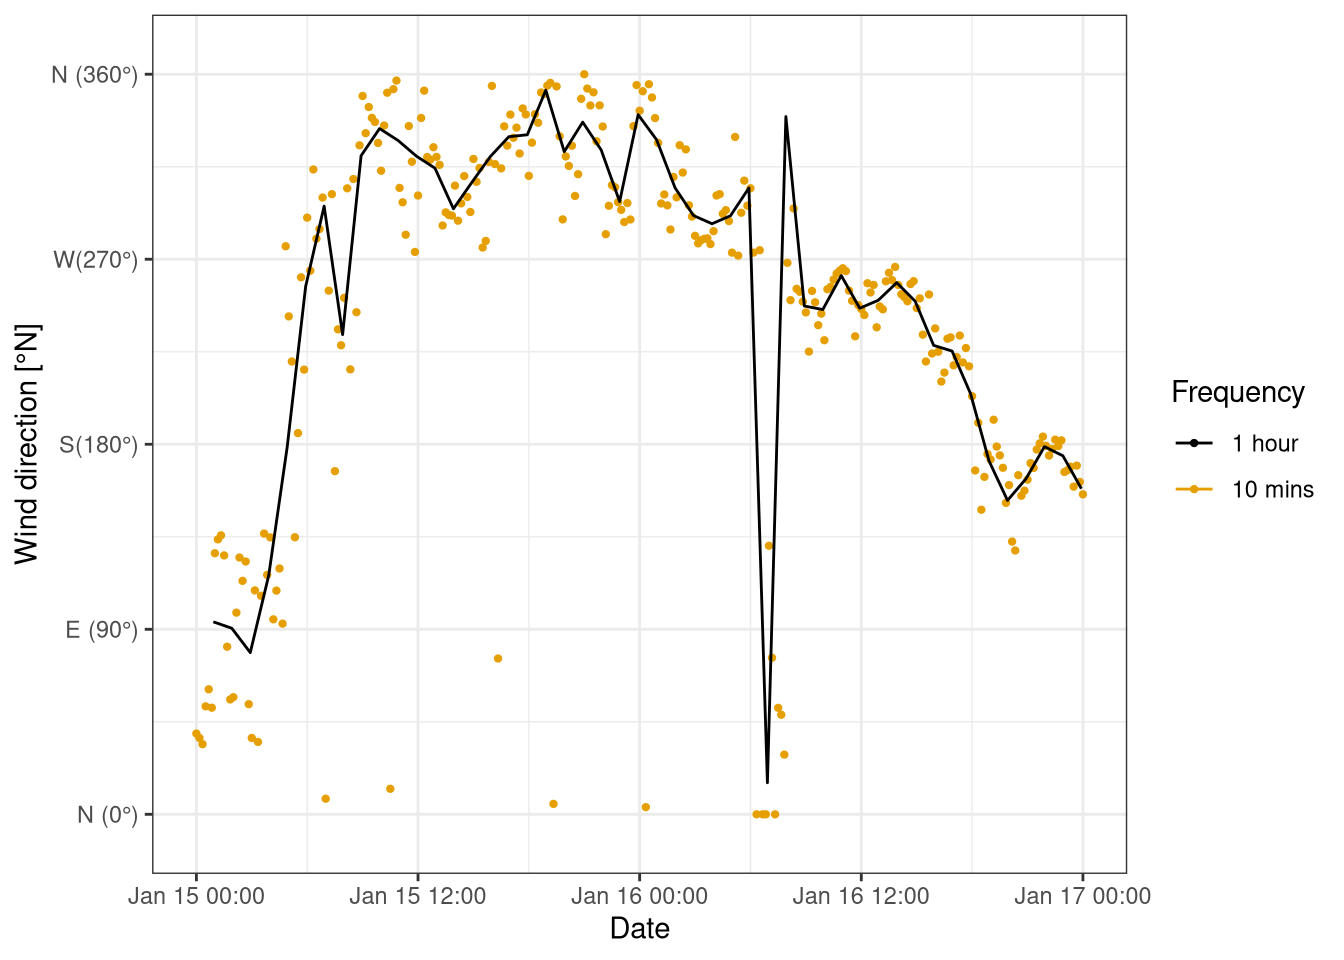 N (360°)
W(270°)
S(180°)
E (90°)
N (0°)
Wind direction [°N]
Jan 15 00:00
Jan 15 12:00
Jan 16 00:00
Jan 16 12:00
Jan 17 00:00
Date
Frequency
1 hour
10 mins